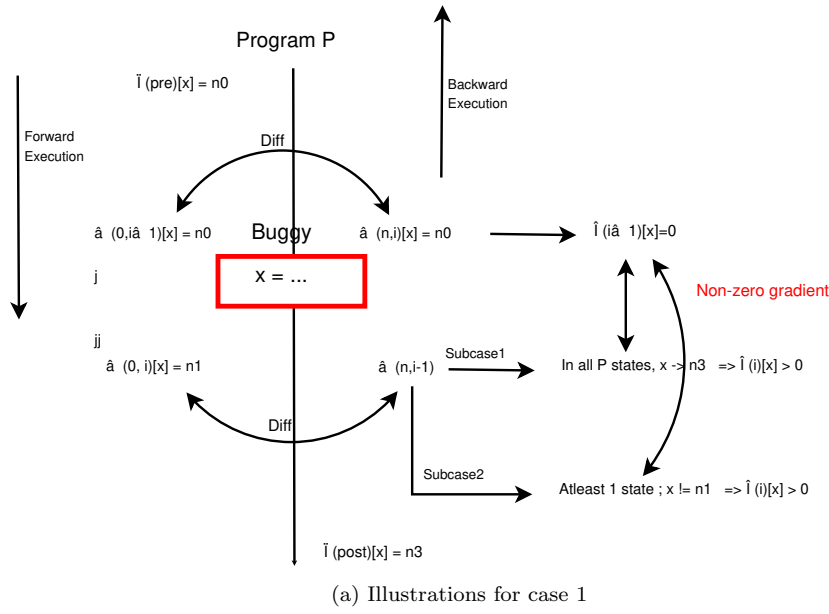 Program P
Ï (pre)[x] = n0
Backward
Execution
Forward
Execution
Diff
â (0,iâ 1)[x] = n0
Buggy
â (n,i)[x] = n0
Î (iâ 1)[x]=0
j
x = ...
Non-zero gradient
jj
â (0, i)[x] = n1
â (n,i-1)
Subcase1
In all P states, x -> n3 => Î (i)[x] > 0
Diff
Subcase2
Atleast 1 state ; x != n1 => Î (i)[x] > 0
Ï (post)[x] = n3
(a) Illustrations for case 1